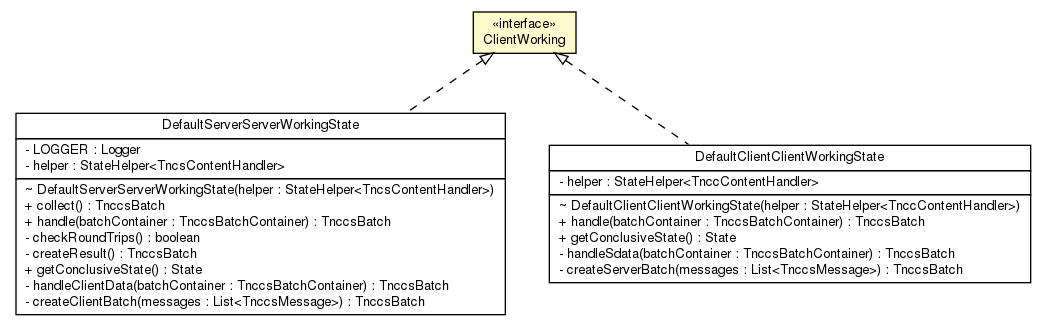 «interface»
ClientWorking
DefaultServerServerWorkingState
- LOGGER : Logger
- helper : StateHelper<TncsContentHandler>
~ DefaultServerServerWorkingState(helper : StateHelper<TncsContentHandler>)
+ collect() : TnccsBatch
+ handle(batchContainer : TnccsBatchContainer) : TnccsBatch
- checkRoundTrips() : boolean
- createResult() : TnccsBatch
+ getConclusiveState() : State
- handleClientData(batchContainer : TnccsBatchContainer) : TnccsBatch
- createClientBatch(messages : List<TnccsMessage>) : TnccsBatch
DefaultClientClientWorkingState
- helper : StateHelper<TnccContentHandler>
~ DefaultClientClientWorkingState(helper : StateHelper<TnccContentHandler>)
+ handle(batchContainer : TnccsBatchContainer) : TnccsBatch
+ getConclusiveState() : State
- handleSdata(batchContainer : TnccsBatchContainer) : TnccsBatch
- createServerBatch(messages : List<TnccsMessage>) : TnccsBatch